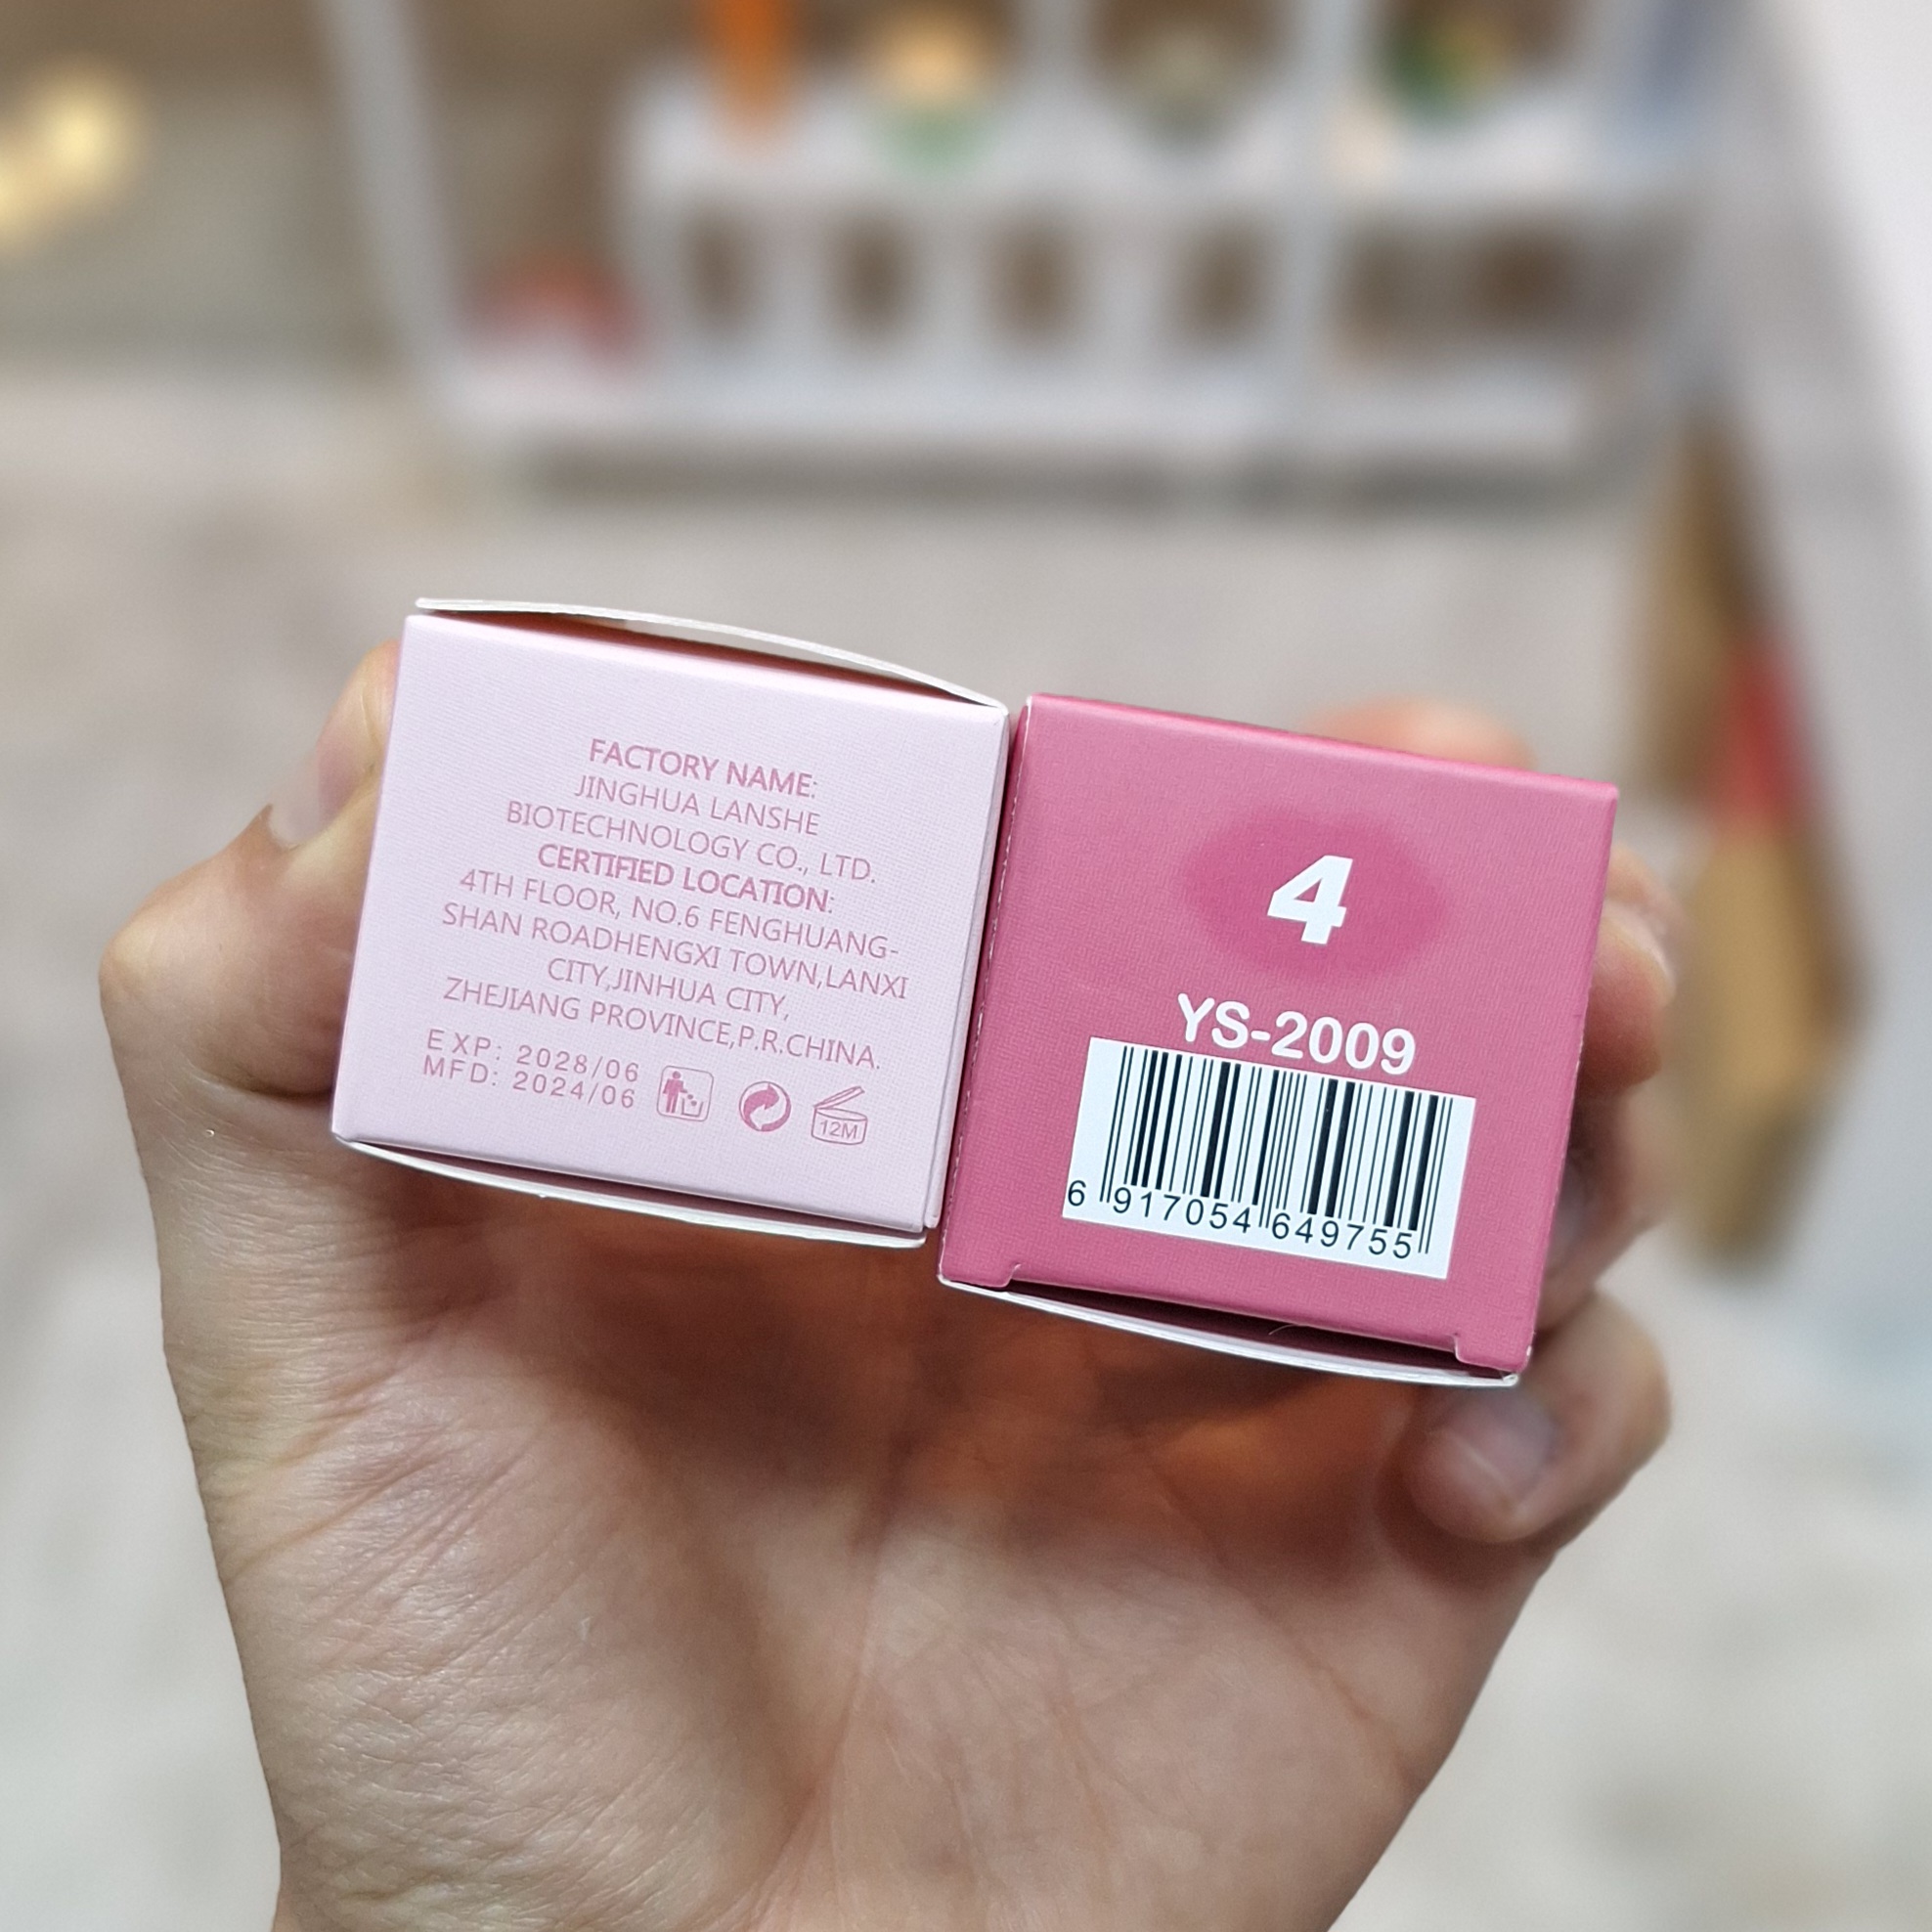 FACTORY NAME:
JINGHUA LANSHE
BIOTECHNOLOGY CO., LTD.
CERTIFIED LOCATION:
4TH FLOOR, NO.6 FENGHUANG-
SHAN ROADHENGXI TOWN,LANXI
CITY,JINHUA CITY,
ZHEJIANG PROVINCE,P.R.CHINA.
EXP: 2028/06
MFD: 2024/06
12M
4
YS-2009
6 917054 649755